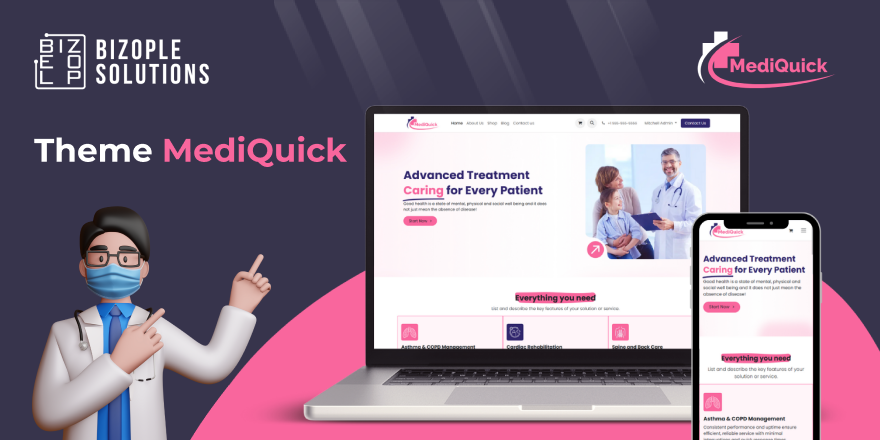 BIZOPLE
SOLUTIONS
MediQuick
Theme MediQuick
MediQuick
Home About Us Shop Blog Contact us
Mitchell Admin
Contact Us
Advanced Treatment
Caring for Every Patient
Good health is a state of mental, physical and social well being and it does
not just mean the absence of disease!
Start Now
Everything you need
List and describe the key features of your solution or service.
Asthma & COPD Management
Cardiac Rehabilitation
Spine and Back Care
MediQuick
Advanced Treatment
Caring for Every Patient
Good health is a state of mental, physical and
social well being and it does not just mean the
absence of disease!
Start Now
Everything you need
List and describe the key features of your
solution or service.
Asthma & COPD Management
Consistent performance and uptime ensure
efficient, reliable service with minimal